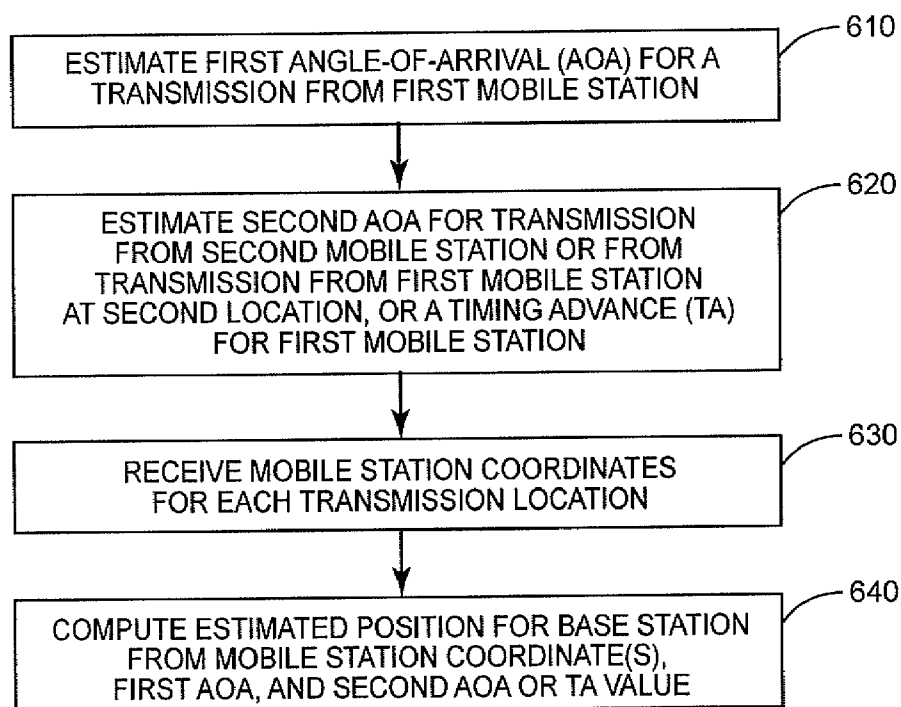 610
ESTIMATE FIRST ANGLE-OF-ARRIVAL (AOA) FOR A
TRANSMISSION FROM FIRST MOBILE STATION
620
ESTIMATE SECOND AOA FOR TRANSMISSION
FROM SECOND MOBILE STATION OR FROM
TRANSMISSION FROM FIRST MOBILE STATION
AT SECOND LOCATION, OR A TIMING ADVANCE (TA)
FOR FIRST MOBILE STATION
630
RECEIVE MOBILE STATION COORDINATES
FOR EACH TRANSMISSION LOCATION
640
COMPUTE ESTIMATED POSITION FOR BASE STATION
FROM MOBILE STATION COORDINATE(S),
FIRST AOA, AND SECOND AOA OR TA VALUE